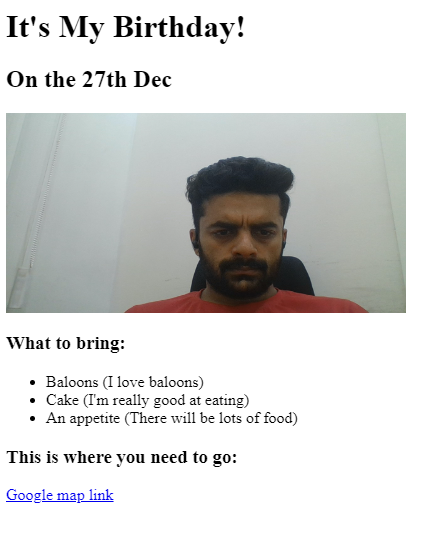 It's My Birthday!
On the 27th Dec
What to bring:
Baloons (I love baloons)
Cake (I'm really good at eating)
An appetite (There will be lots of food)
This is where you need to go:
Google map link